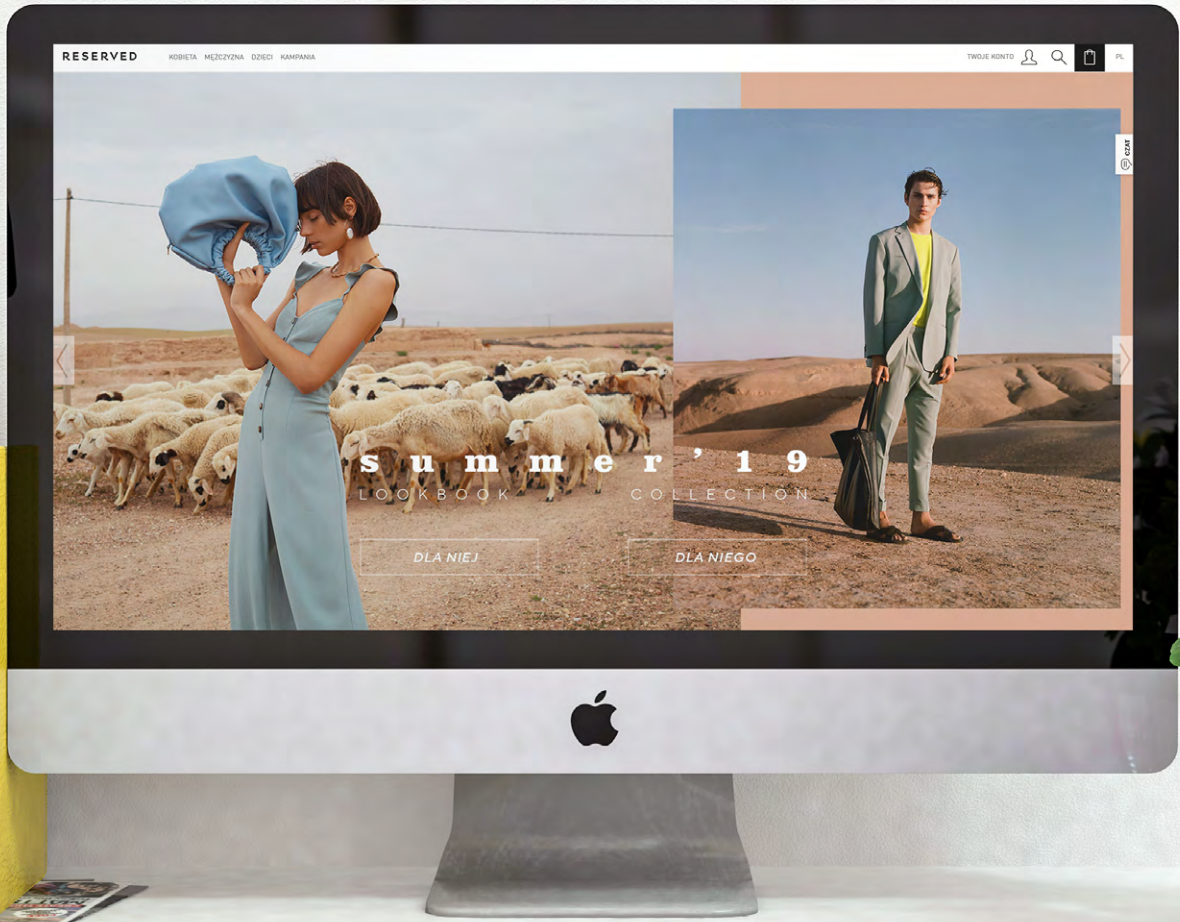 RESERVED
KOBIETA MĘŻCZYZNA DZIECI KAMPANIA
TWOJE KONTO
PL
CZAT
summer'19
LOOKBOOK COLLECTION
DLA NIEJ DLA NIEGO